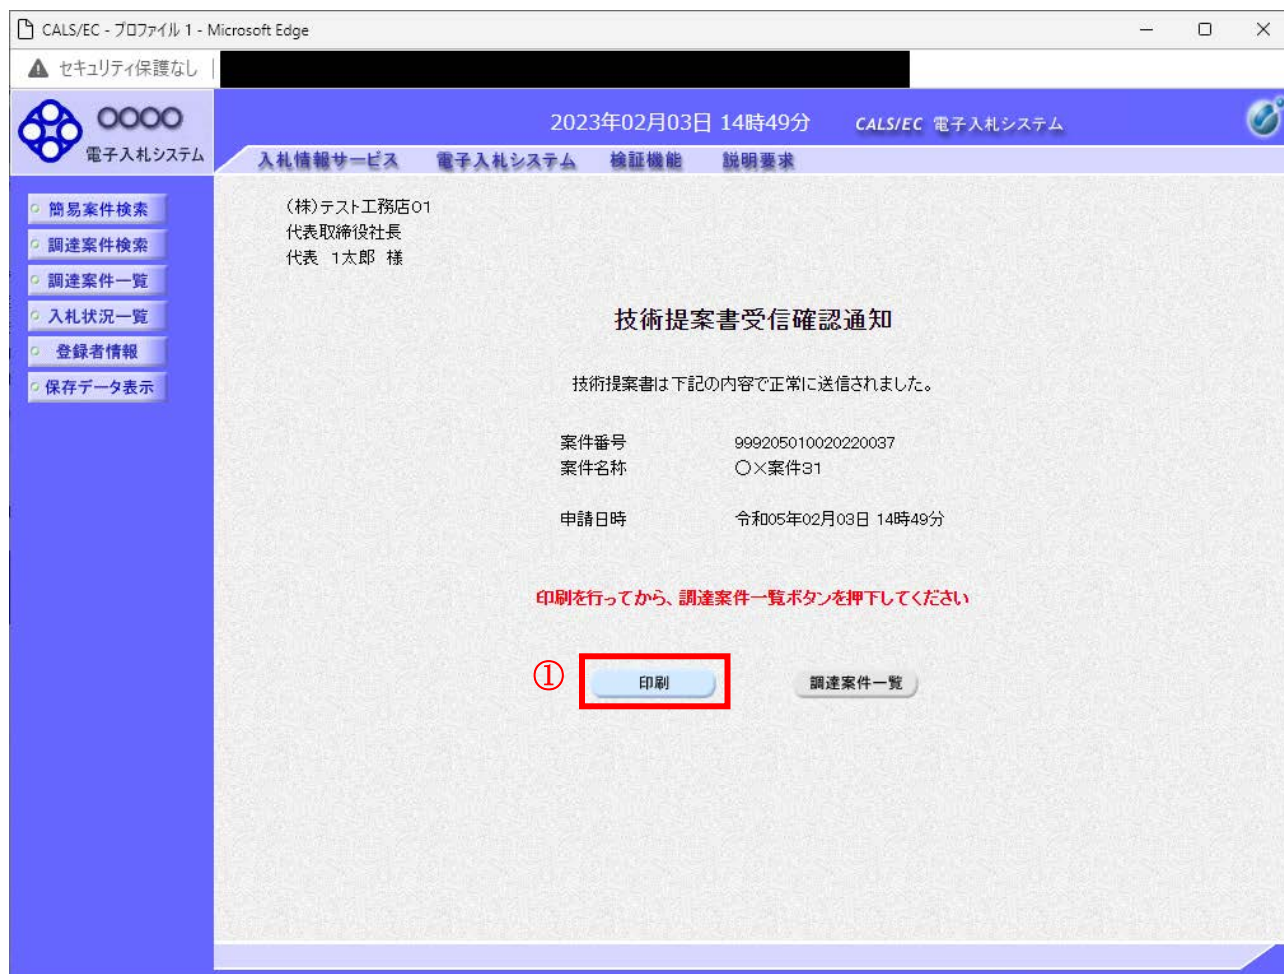 CALS/EC - プロファイル 1 - Microsoft Edge
セキュリティ保護なし
○○○○
電子入札システム
2023年02月03日 14時49分
CALS/EC 電子入札システム
入札情報サービス 電子入札システム 検証機能 説明要求
簡易案件検索
調達案件検索
調達案件一覧
入札状況一覧
登録者情報
保存データ表示
(株)テスト工務店01
代表取締役社長
代表 1太郎 様
技術提案書受信確認通知
技術提案書は下記の内容で正常に送信されました。
案件番号 999205010020220037
案件名称 ○×案件31
申請日時 令和05年02月03日 14時49分
印刷を行ってから、調達案件一覧ボタンを押下してください
① 印刷 調達案件一覧